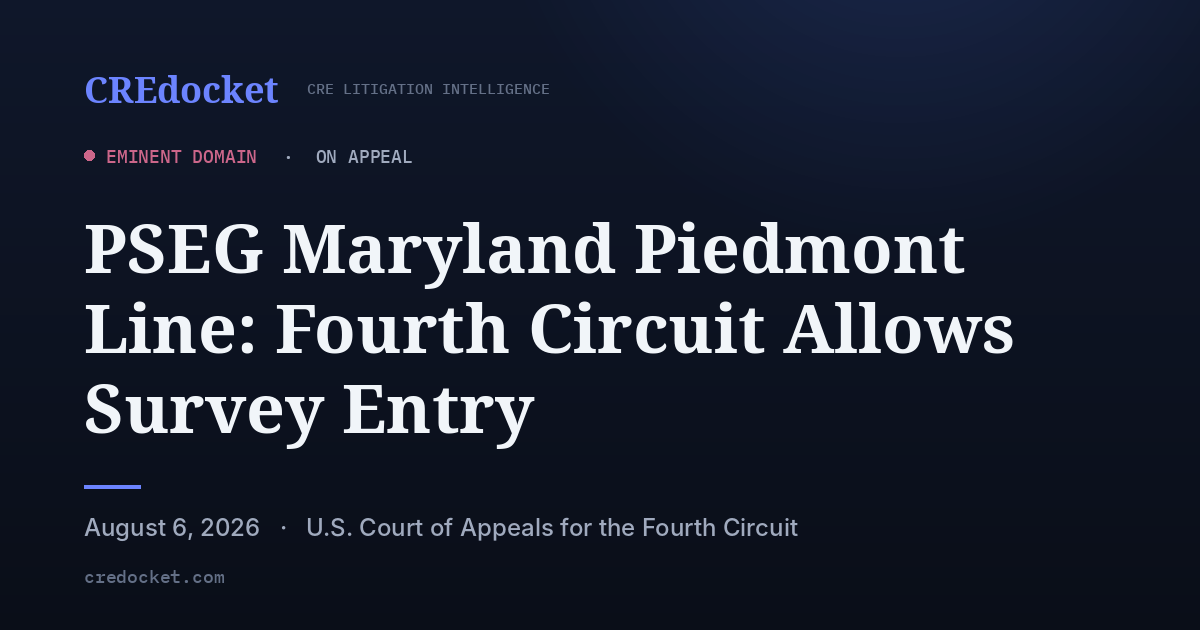 CREdocket CRE LITIGATION INTELLIGENCE
EMINENT DOMAIN · ON APPEAL
PSEG Maryland Piedmont
Line: Fourth Circuit Allows
Survey Entry
August 6, 2026 · U.S. Court of Appeals for the Fourth Circuit
credocket.com